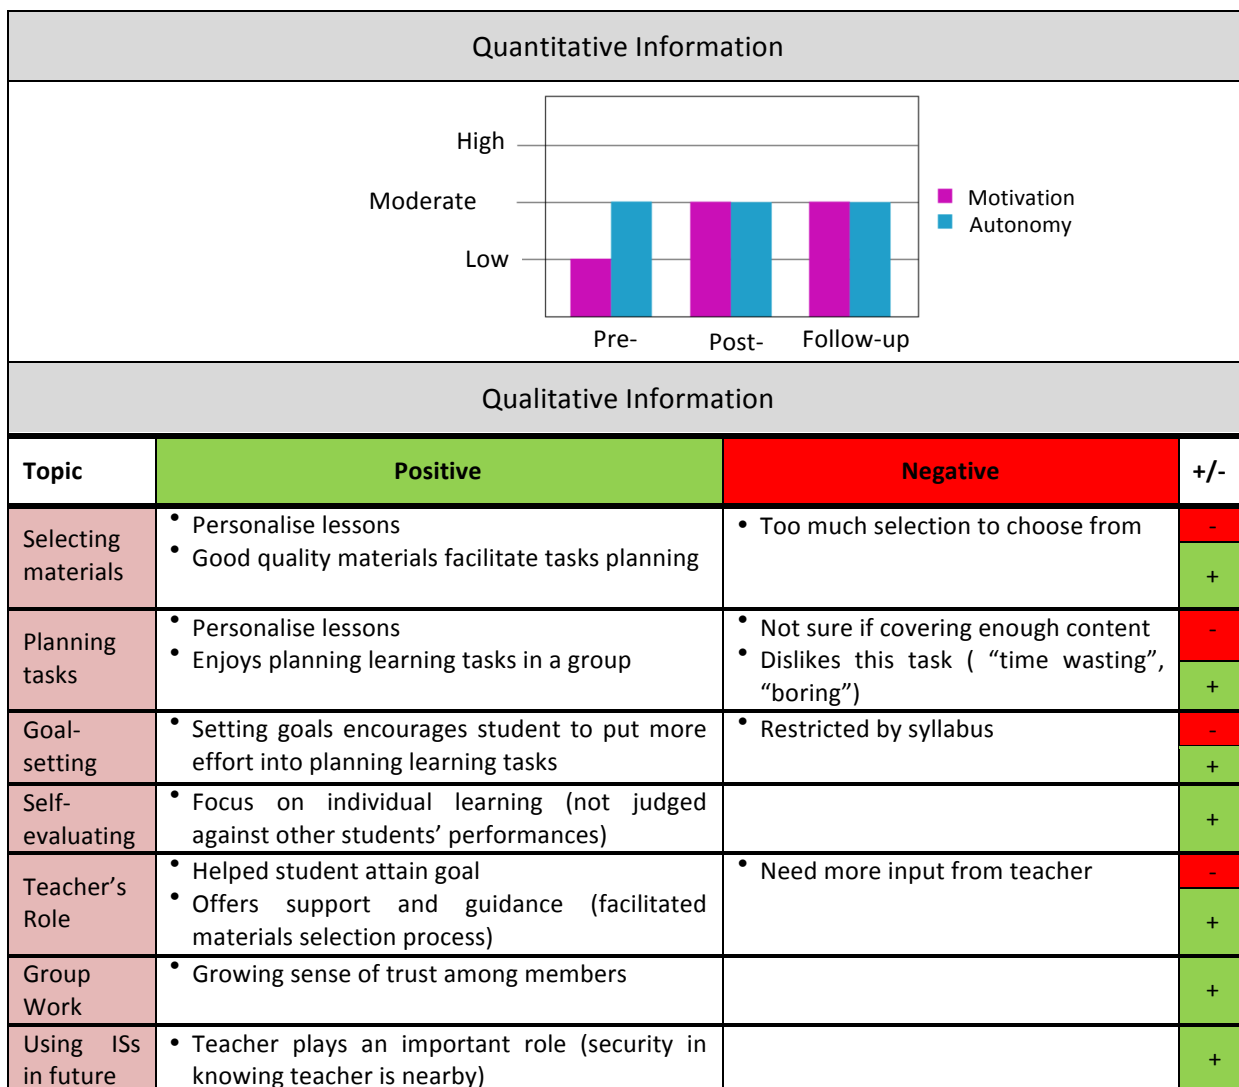 Quantitative Information
High
Moderate
Low
Motivation
Autonomy
Pre-
Post-
Follow-up
Qualitative Information
Topic
Positive
Negative
+/-
Selecting
materials
• Personalise lessons
• Good quality materials facilitate tasks planning
• Too much selection to choose from
-
+
Planning
tasks
• Personalise lessons
• Enjoys planning learning tasks in a group
• Not sure if covering enough content
• Dislikes this task ( “time wasting”,
“boring”)
-
+
Goal-
setting
• Setting goals encourages student to put more
effort into planning learning tasks
• Restricted by syllabus
-
+
Self-
evaluating
• Focus on individual learning (not judged
against other students’ performances)
+
Teacher’s
Role
• Helped student attain goal
• Offers support and guidance (facilitated
materials selection process)
• Need more input from teacher
-
+
Group
Work
• Growing sense of trust among members
+
Using ISs
in future
• Teacher plays an important role (security in
knowing teacher is nearby)
+